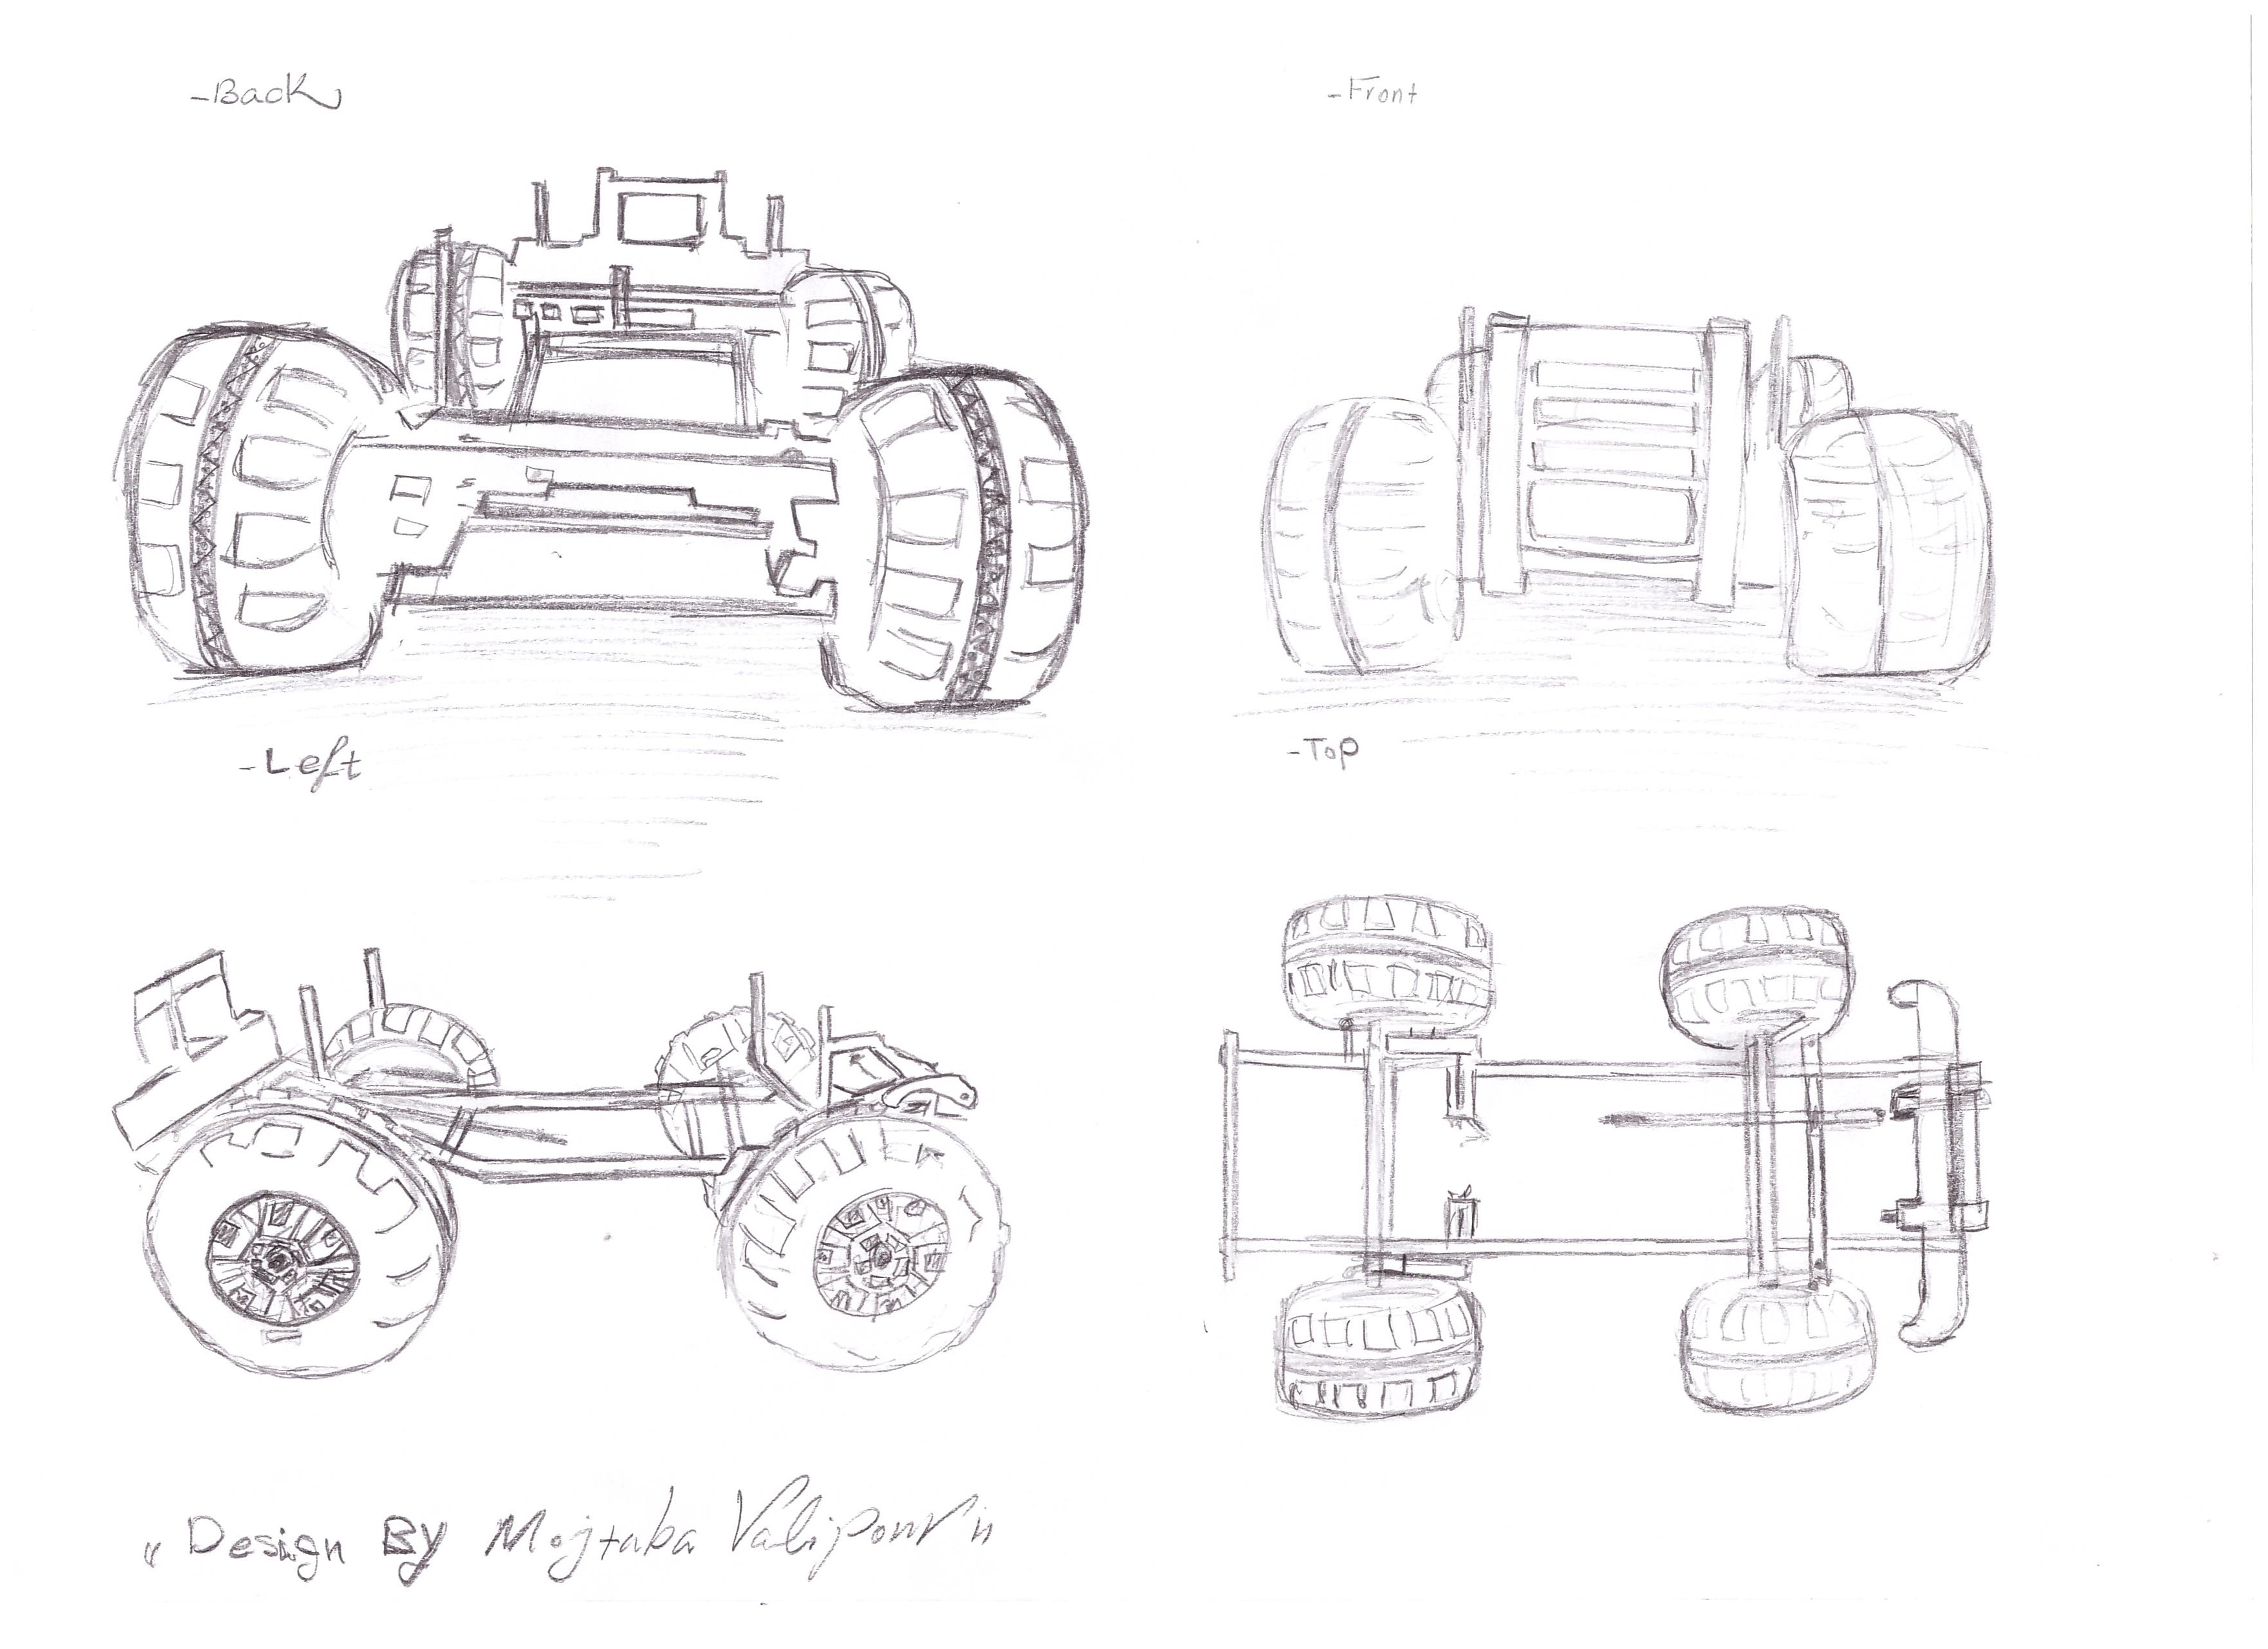 -Back
-Front
-Left
-Top
"Design By Mojtaba Valipour"